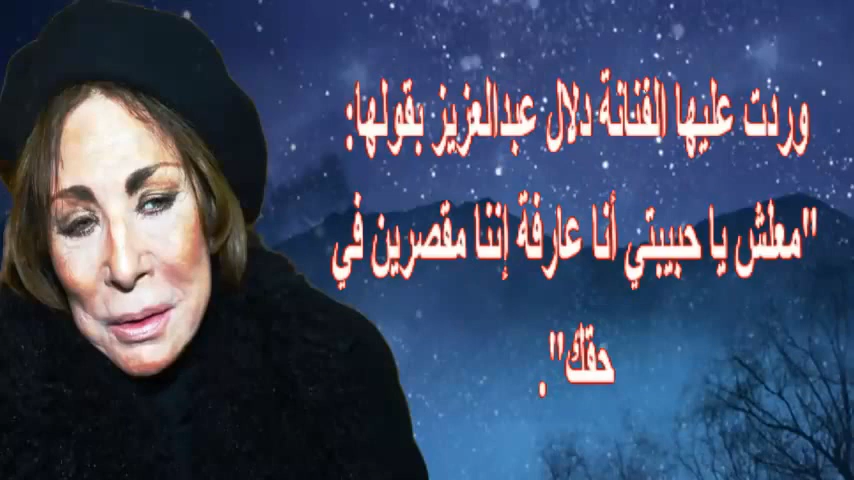 وردت عليها الفنانة دلال عبدالعزيز بقولها:
"معلش يا حبيبتي أنا عارفة إننا مقصرين في
حقك".